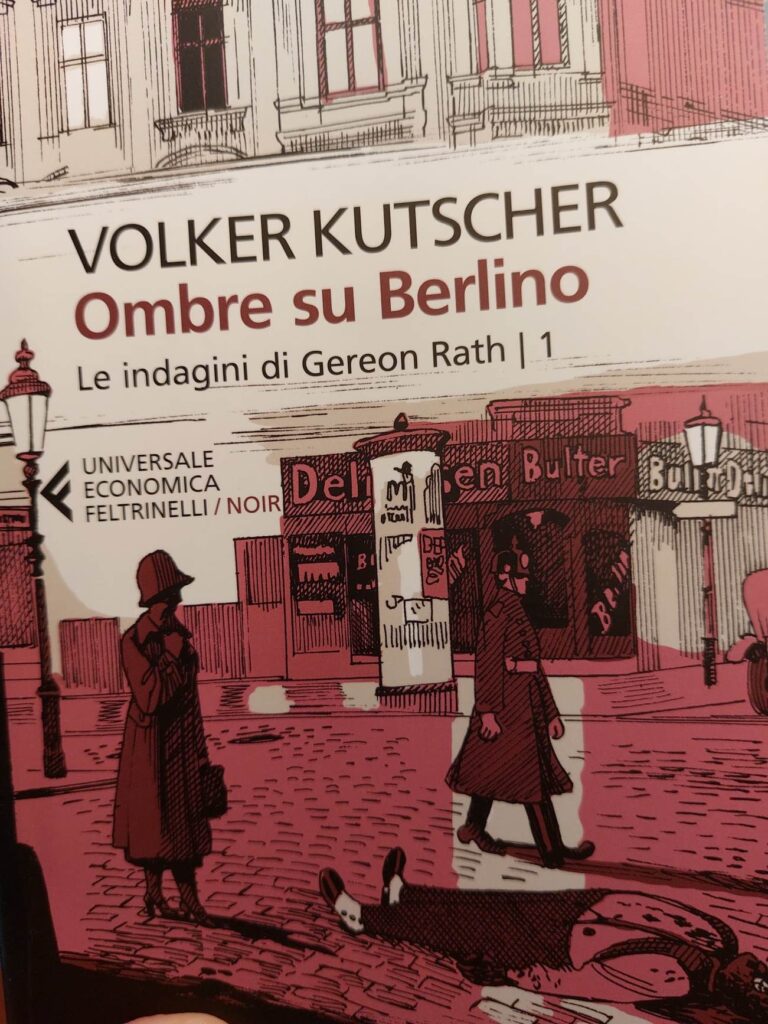 VOLKER KUTSCHER
Ombre su Berlino
Le indagini di Gereon Rath | 1
UNIVERSALE
ECONOMICA
FELTRINELLI / NOIR
Bulter